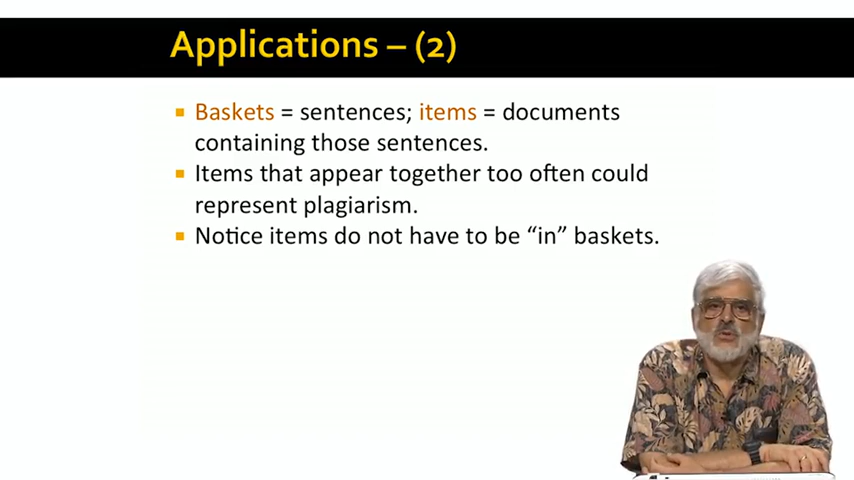 Applications – (2)
Baskets = sentences; items = documents
containing those sentences.
Items that appear together too often could
represent plagiarism.
Notice items do not have to be “in” baskets.